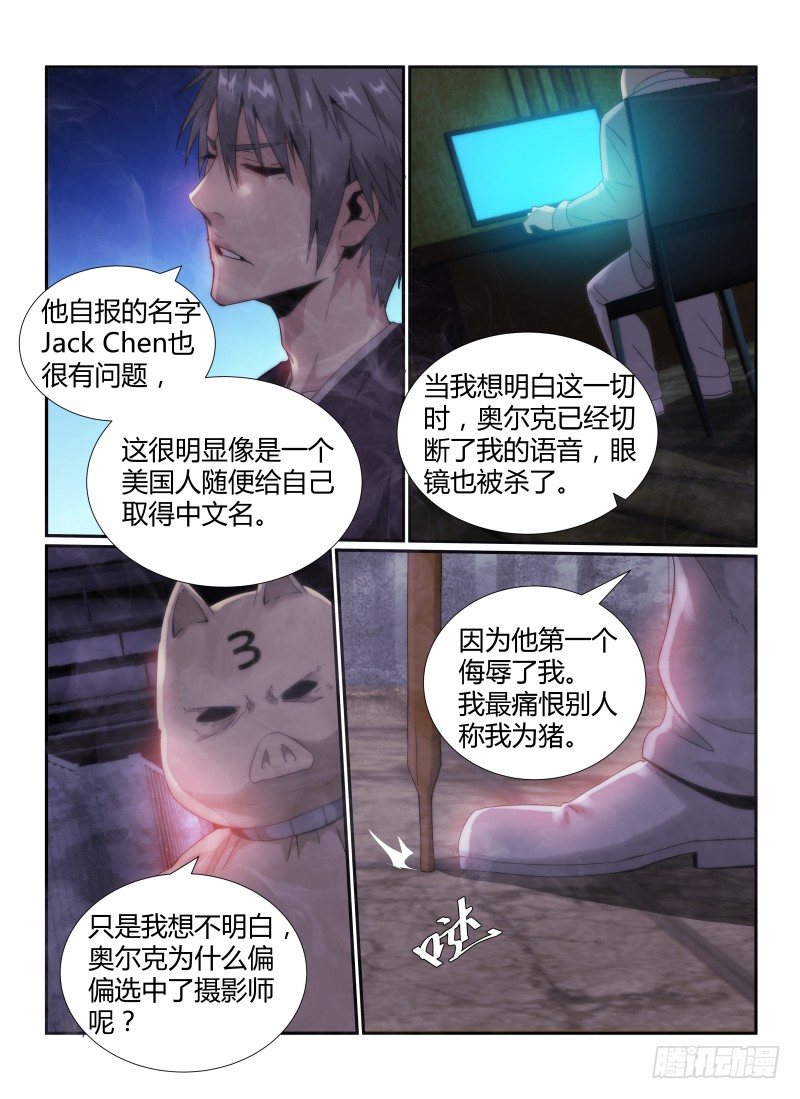 他自报的名字
Jack Chen也
很有问题，
这很明显像是一个
美国人随便给自己
取得中文名。
当我想明白这一切
时，奥尔克已经切
断了我的语音，眼
镜也被杀了。
3
只是我想不明白，
奥尔克为什么偏
偏选中了摄影师
呢？
因为他第一个
侮辱了我。
我最痛恨别人
称我为猪。
哒
腾讯动漫